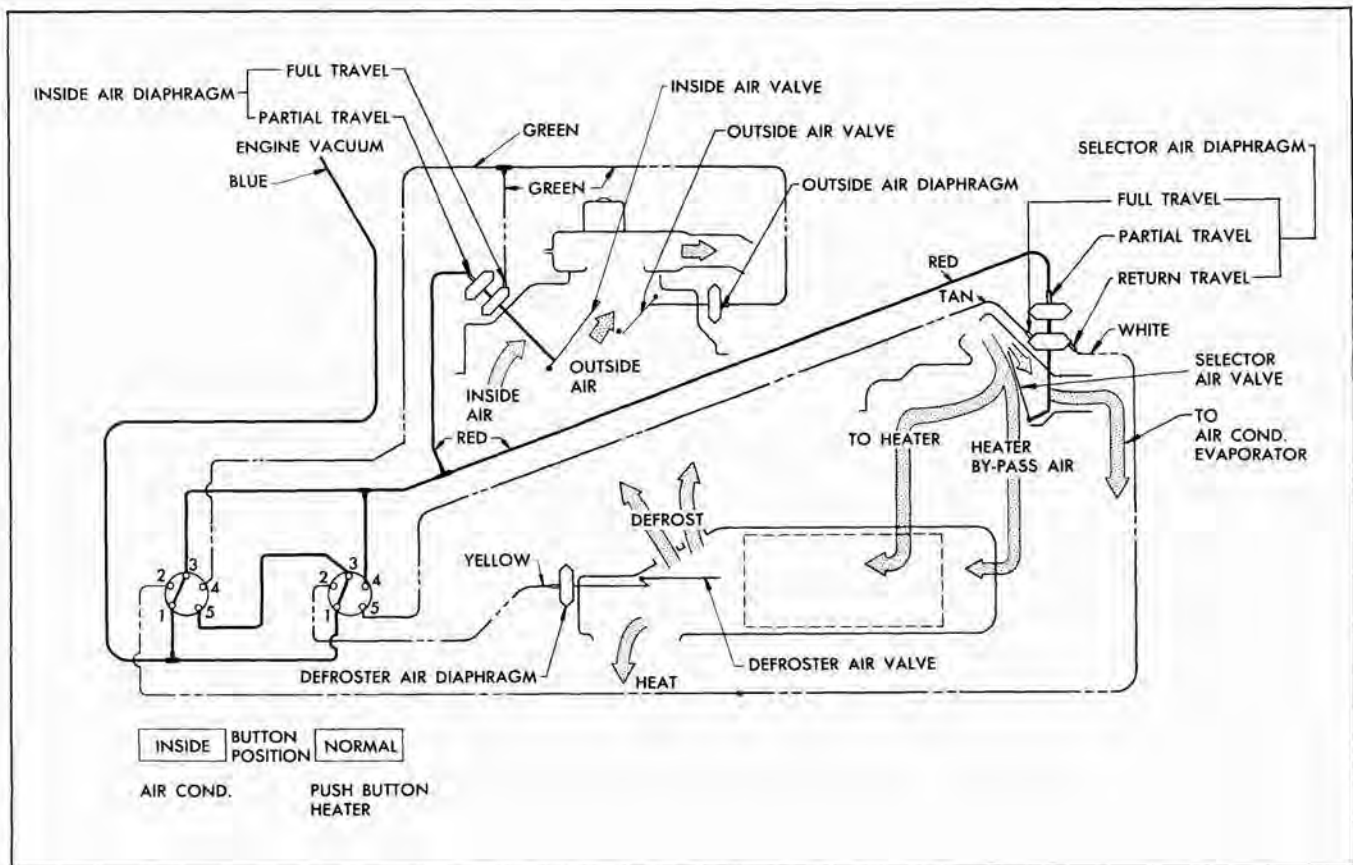 FULL TRAVEL
INSIDE AIR DIAPHRAGM
PARTIAL TRAVEL
ENGINE VACUUM
BLUE
GREEN
GREEN
INSIDE AIR VALVE
OUTSIDE AIR VALVE
OUTSIDE AIR DIAPHRAGM
SELECTOR AIR DIAPHRAGM
FULL TRAVEL
PARTIAL TRAVEL
RETURN TRAVEL
RED
TAN
WHITE
SELECTOR
AIR VALVE
OUTSIDE
AIR
INSIDE
AIR
RED
TO HEATER
HEATER
BY-PASS AIR
TO
AIR COND.
EVAPORATOR
DEFROST
YELLOW
2
3
4
1
5
2
3
4
1
5
DEFROSTER AIR DIAPHRAGM
HEAT
DEFROSTER AIR VALVE
INSIDE
BUTTON
POSITION
NORMAL
AIR COND.
PUSH BUTTON
HEATER